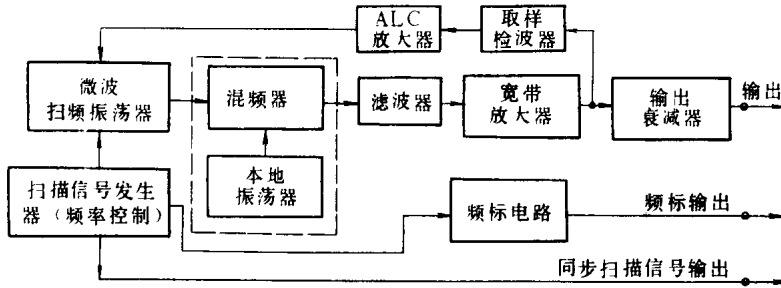 ALC
放大器
取样
检波器
微波
扫频振荡器
混频器
滤波器
宽带
放大器
输出
衰减器
输出
本地
振荡器
扫描信号发生
器（频率控制）
频标电路
频标输出
同步扫描信号输出